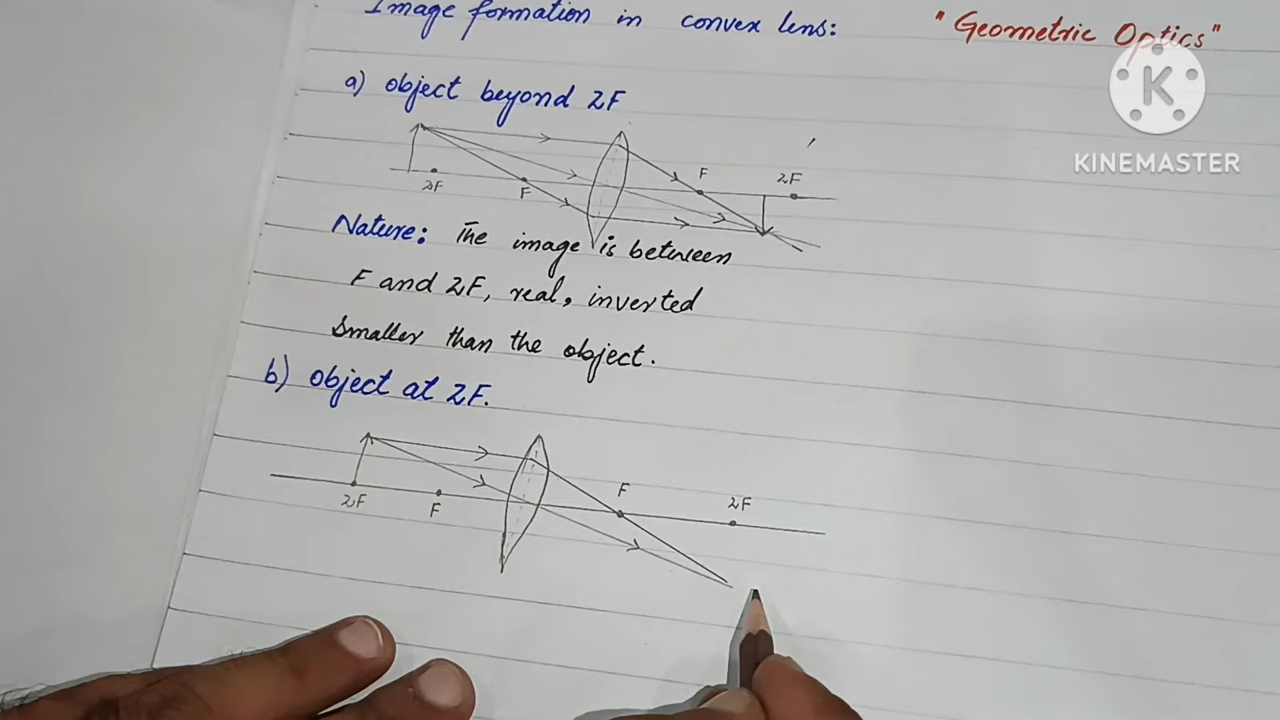 Image formation in convex lens:
"Geometric Optics"
K
KINEMASTER
a) object beyond 2F
2F
F
F
2F
Nature: The image is between
F and 2F, real, inverted
Smaller than the object.
b) object at 2F.
2F
F
F
2F